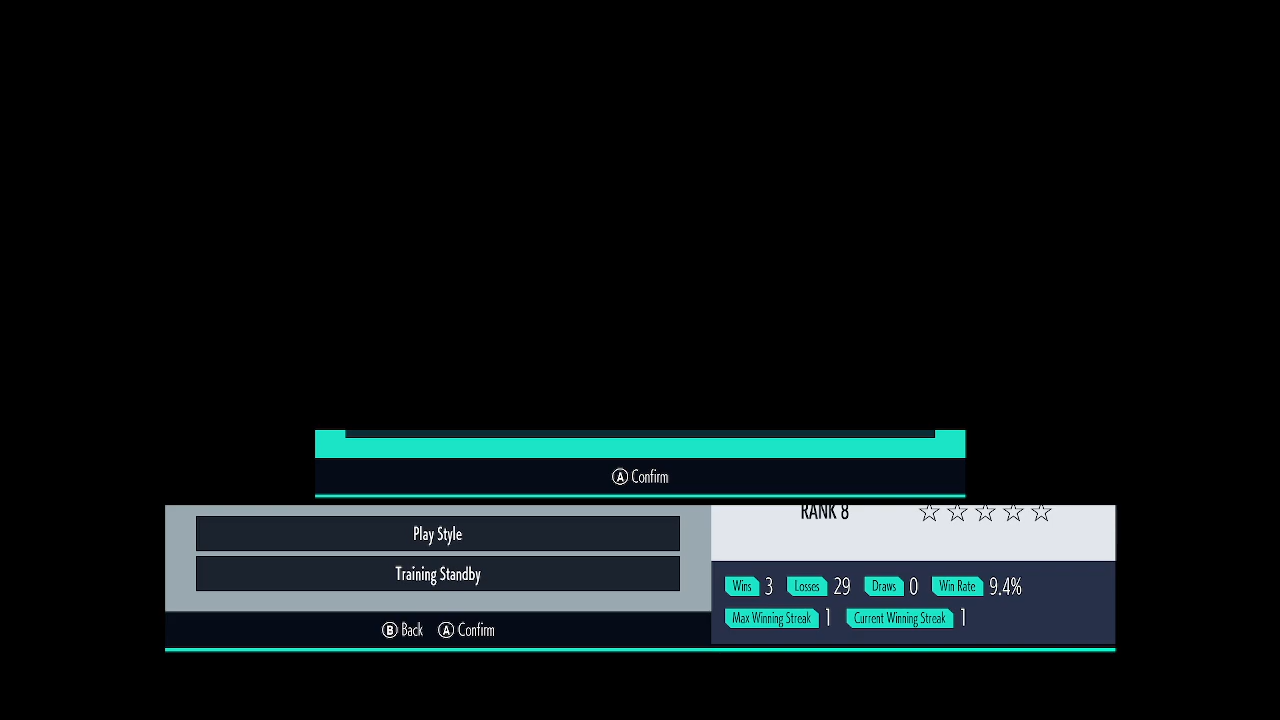 A Confirm
RANK 8 ☆☆☆☆☆
Play Style
Training Standby
Wins 3 Losses 29 Draws 0 Win Rate 9.4%
Max Winning Streak 1 Current Winning Streak 1
B Back A Confirm